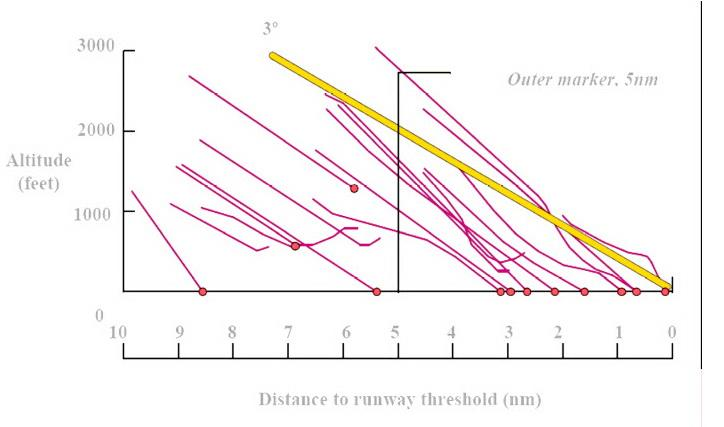 3°
3000
Outer marker, 5nm
2000
Altitude
(feet)
1000
0
10 9 8 7 6 5 4 3 2 1 0
Distance to runway threshold (nm)